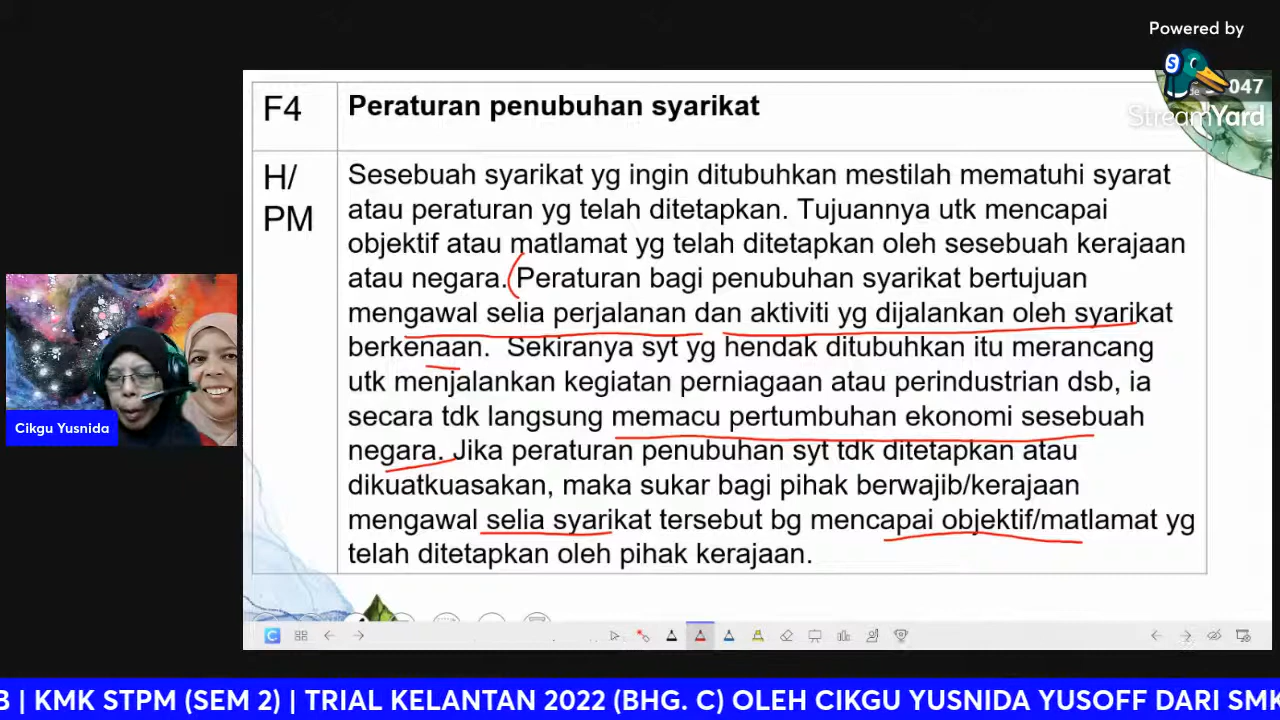 Powered by
StreamYard
047
F4
Peraturan penubuhan syarikat
H/
PM
Sesebuah syarikat yg ingin ditubuhkan mestilah mematuhi syarat
atau peraturan yg telah ditetapkan. Tujuannya utk mencapai
objektif atau matlamat yg telah ditetapkan oleh sesebuah kerajaan
atau negara. (Peraturan bagi penubuhan syarikat bertujuan
mengawal selia perjalanan dan aktiviti yg dijalankan oleh syarikat
berkenaan. Sekiranya syt yg hendak ditubuhkan itu merancang
utk menjalankan kegiatan perniagaan atau perindustrian dsb, ia
secara tdk langsung memacu pertumbuhan ekonomi sesebuah
negara. Jika peraturan penubuhan syt tdk ditetapkan atau
dikuatkuasakan, maka sukar bagi pihak berwajib/kerajaan
mengawal selia syarikat tersebut bg mencapai objektif/matlamat yg
telah ditetapkan oleh pihak kerajaan.
Cikgu Yusnida
B | KMK STPM (SEM 2) | TRIAL KELANTAN 2022 (BHG. C) OLEH CIKGU YUSNIDA YUSOFF DARI SMK